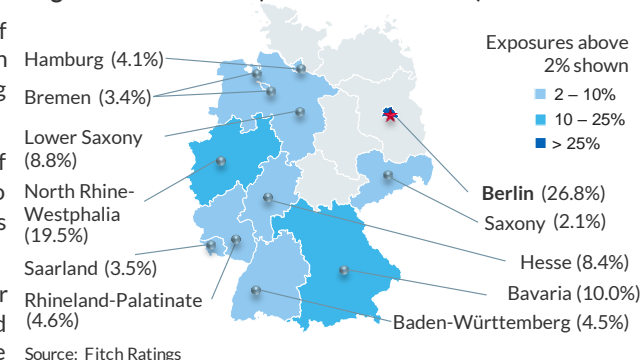 Hamburg (4.1%)
Bremen (3.4%)
Lower Saxony
(8.8%)
North Rhine-
Westphalia
(19.5%)
Saarland (3.5%)
Rhineland-Palatinate
(4.6%)
Source: Fitch Ratings
Exposures above
2% shown
2 – 10%
10 – 25%
> 25%
Berlin (26.8%)
Saxony (2.1%)
Hesse (8.4%)
Bavaria (10.0%)
Baden-Württemberg (4.5%)